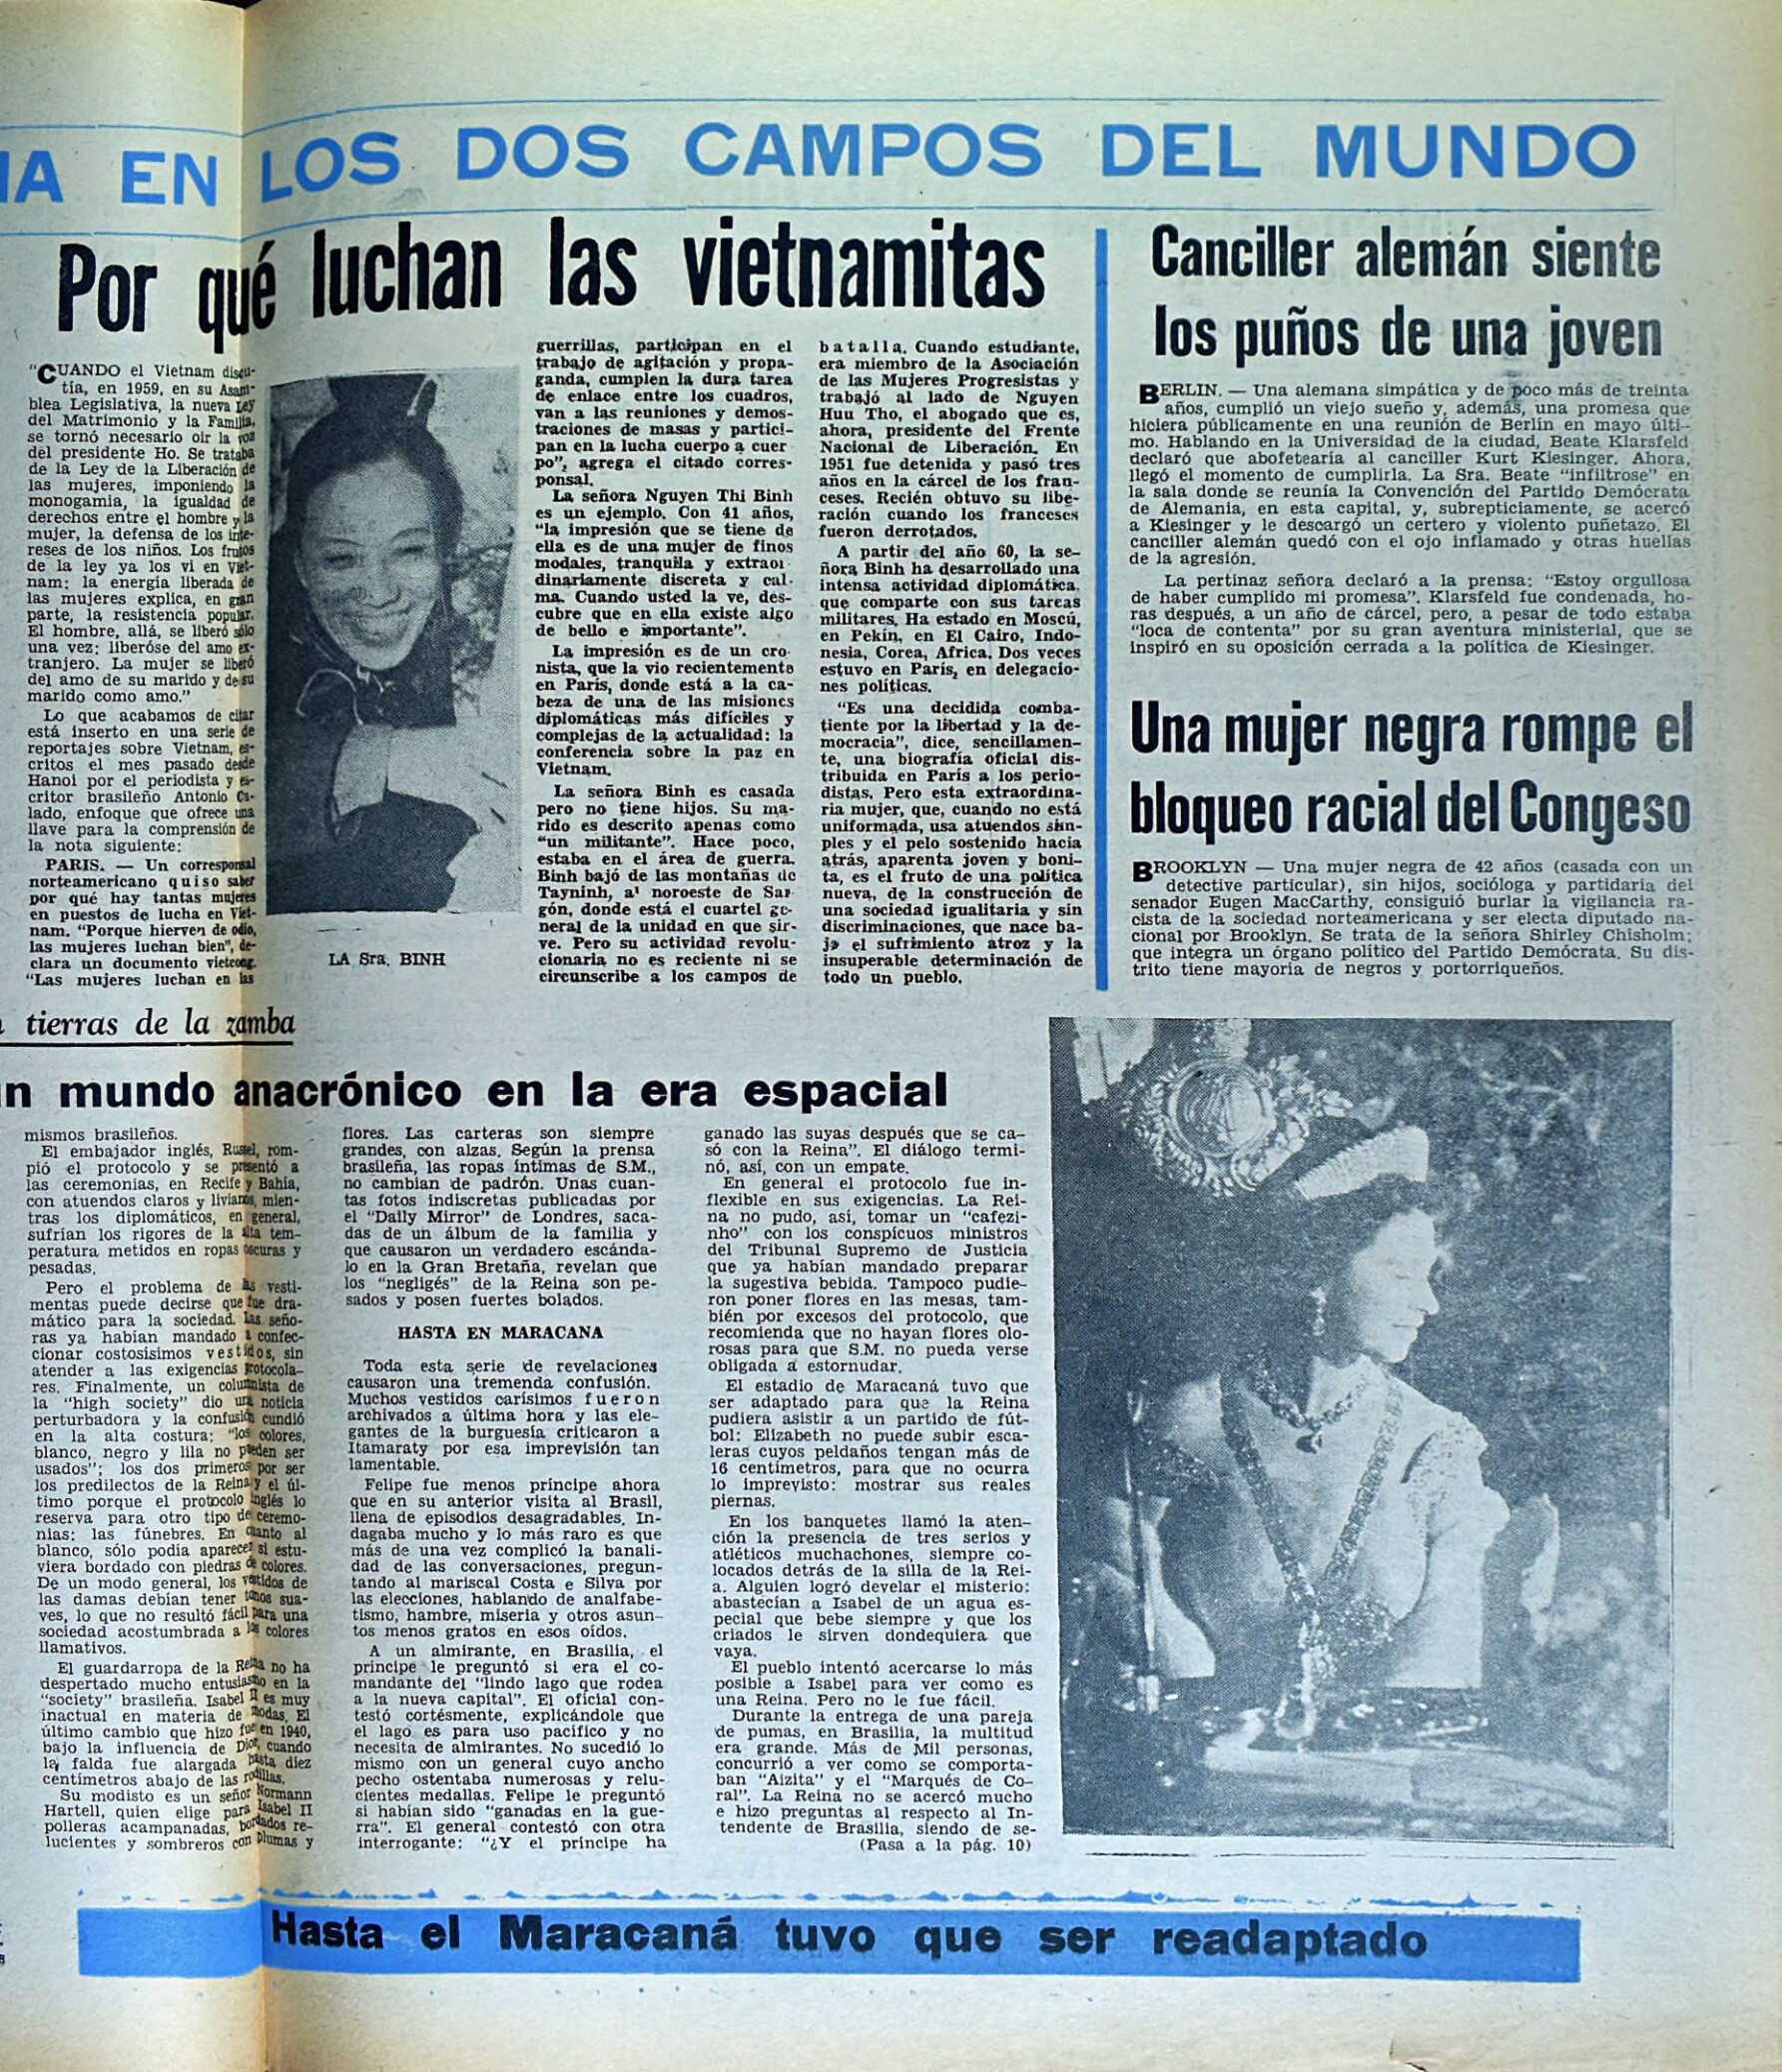 IA EN LOS DOS CAMPOS DEL MUNDO
Por qué luchan las vietnamitas
"CUANDO el Vietnam discu-
tía, en 1959, en su Asam-
blea Legislativa, la nueva Ley
del Matrimonio y la Familia,
se tornó necesario oir la voz
del presidente Ho. Se trataba
de la Ley de la Liberación de
las mujeres, imponiendo la
monogamia, la igualdad de
derechos entre el hombre y la
mujer, la defensa de los inte-
reses de los niños. Los frutos
de la ley ya los vi en Viet-
nam: la energía liberada de
las mujeres explica, en gran
parte, la resistencia popular.
El hombre, allá, se liberó sólo
una vez: liberóse del amo ex-
tranjero. La mujer se liberó
del amo de su marido y de su
marido como amo."
Lo que acabamos de citar
está inserto en una serie de
reportajes sobre Vietnam, es-
critos el mes pasado desde
Hanoi por el periodista y es-
critor brasileño Antonio Ca-
lado, enfoque que ofrece una
llave para la comprensión de
la nota siguiente:
PARIS. — Un corresponsal
norteamericano quiso saber
por qué hay tantas mujeres
en puestos de lucha en Viet-
nam. "Porque hierven de odio,
las mujeres luchan bien", de-
clara un documento vietcong.
"Las mujeres luchan en las
LA Sra. BINH
guerrillas, participan en el
trabajo de agitación y propa-
ganda, cumplen la dura tarea
de enlace entre los cuadros,
van a las reuniones y demos-
traciones de masas y partici-
pan en la lucha cuerpo a cuer
po", agrega el citado corres-
ponsal.
La señora Nguyen Thi Binh
es un ejemplo. Con 41 años,
"la impresión que se tiene de
ella es de una mujer de finos
modales, tranquila y extraor
dinariamente discreta y cal-
ma. Cuando usted la ve, des-
cubre que en ella existe algo
de bello e importante".
La impresión es de un cro
nista, que la vio recientemente
en París, donde está a la ca-
beza de una de las misiones
diplomáticas más difíciles y
complejas de la actualidad: la
conferencia sobre la paz en
Vietnam.
La señora Binh es casada
pero no tiene hijos. Su ma-
rido es descrito apenas como
"un militante". Hace poco,
estaba en el área de guerra.
Binh bajó de las montañas de
Tayninh, al noroeste de Sai
gón, donde está el cuartel ge-
neral de la unidad en que sir-
ve. Pero su actividad revolu-
cionaria no es reciente ni se
circunscribe a los campos de
batalla. Cuando estudiante,
era miembro de la Asociación
de las Mujeres Progresistas y
trabajó al lado de Nguyen
Huu Tho, el abogado que es,
ahora, presidente del Frente
Nacional de Liberación. En
1951 fue detenida y pasó tres
años en la cárcel de los fran-
ceses. Recién obtuvo su libe-
ración cuando los franceses
fueron derrotados.
A partir del año 60, la se-
ñora Binh ha desarrollado una
intensa actividad diplomática,
que comparte con sus tareas
militares. Ha estado en Moscú,
en Pekín, en El Cairo, Indo-
nesia, Corea, Africa. Dos veces
estuvo en París, en delegacio-
nes políticas.
"Es una decidida comba-
tiente por la libertad y la de-
mocracia", dice, sencillamen-
te, una biografía oficial dis-
tribuida en París a los perio-
distas. Pero esta extraordina-
ria mujer, que, cuando no está
uniformada, usa atuendos sim-
ples y el pelo sostenido hacia
atrás, aparenta joven y boni-
ta, es el fruto de una política
nueva, de la construcción de
una sociedad igualitaria y sin
discriminaciones, que nace ba-
jo el sufrimiento atroz y la
insuperable determinación de
todo un pueblo.
Canciller alemán siente
los puños de una joven
BERLIN. — Una alemana simpática y de poco más de treinta
años, cumplió un viejo sueño y, además, una promesa que
hiciera públicamente en una reunión de Berlín en mayo últi-
mo. Hablando en la Universidad de la ciudad, Beate Klarsfeld
declaró que abofetearía al canciller Kurt Kiesinger. Ahora,
llegó el momento de cumplirla. La Sra. Beate "infiltrose" en
la sala donde se reunía la Convención del Partido Demócrata
de Alemania, en esta capital, y, subrepticiamente, se acercó
a Kiesinger y le descargó un certero y violento puñetazo. El
canciller alemán quedó con el ojo inflamado y otras huellas
de la agresión.
La pertinaz señora declaró a la prensa: "Estoy orgullosa
de haber cumplido mi promesa". Klarsfeld fue condenada, ho-
ras después, a un año de cárcel, pero, a pesar de todo estaba
"loca de contenta" por su gran aventura ministerial, que se
inspiró en su oposición cerrada a la política de Kiesinger.
Una mujer negra rompe el
bloqueo racial del Congeso
BROOKLYN — Una mujer negra de 42 años (casada con un
detective particular), sin hijos, socióloga y partidaria del
senador Eugen MacCarthy, consiguió burlar la vigilancia ra-
cista de la sociedad norteamericana y ser electa diputado na-
cional por Brooklyn. Se trata de la señora Shirley Chisholm;
que integra un órgano político del Partido Demócrata. Su dis-
trito tiene mayoría de negros y portorriqueños.
tierras de la zamba
un mundo anacrónico en la era espacial
mismos brasileños.
El embajador inglés, Russel, rom-
pió el protocolo y se presentó a
las ceremonias, en Recife y Bahía,
con atuendos claros y livianos, mien-
tras los diplomáticos, en general,
sufrían los rigores de la alta tem-
peratura metidos en ropas oscuras y
pesadas.
Pero el problema de las vesti-
mentas puede decirse que fue dra-
mático para la sociedad. Las seño-
ras ya habían mandado a confec-
cionar costosísimos vestidos, sin
atender a las exigencias protocola-
res. Finalmente, un columnista de
la "high society" dio una noticia
perturbadora y la confusión cundió
en la alta costura: "los colores,
blanco, negro y lila no pueden ser
usados"; los dos primeros por ser
los predilectos de la Reina y el úl-
timo porque el protocolo inglés lo
reserva para otro tipo de ceremo-
nias: las fúnebres. En cuanto al
blanco, sólo podía aparecer si estu-
viera bordado con piedras de colores.
De un modo general, los vestidos de
las damas debían tener tonos sua-
ves, lo que no resultó fácil para una
sociedad acostumbrada a los colores
llamativos.
El guardarropa de la Reina no ha
despertado mucho entusiasmo en la
"society" brasileña. Isabel II es muy
inactual en materia de modas. El
último cambio que hizo fue en 1940,
bajo la influencia de Dior, cuando
la falda fue alargada hasta diez
centímetros abajo de las rodillas.
Su modisto es un señor Normann
Hartell, quien elige para Isabel II
polleras acampanadas, bordados re-
lucientes y sombreros con plumas y
flores. Las carteras son siempre
grandes, con alzas. Según la prensa
brasileña, las ropas íntimas de S.M.,
no cambian de padrón. Unas cuan-
tas fotos indiscretas publicadas por
el "Daily Mirror" de Londres, saca-
das de un álbum de la familia y
que causaron un verdadero escánda-
lo en la Gran Bretaña, revelan que
los "negligés" de la Reina son pe-
sados y posen fuertes bolados.
HASTA EN MARACANA
Toda esta serie de revelaciones
causaron una tremenda confusión.
Muchos vestidos carísimos fueron
archivados a última hora y las ele-
gantes de la burguesía criticaron a
Itamaraty por esa imprevisión tan
lamentable.
Felipe fue menos príncipe ahora
que en su anterior visita al Brasil,
llena de episodios desagradables. In-
dagaba mucho y lo más raro es que
más de una vez complicó la banali-
dad de las conversaciones, pregun-
tando al mariscal Costa e Silva por
las elecciones, hablando de analfabe-
tismo, hambre, miseria y otros asun-
tos menos gratos en esos oídos.
A un almirante, en Brasilia, el
príncipe le preguntó si era el co-
mandante del "lindo lago que rodea
a la nueva capital". El oficial con-
testó cortésmente, explicándole que
el lago es para uso pacífico y no
necesita de almirantes. No sucedió lo
mismo con un general cuyo ancho
pecho ostentaba numerosas y relu-
cientes medallas. Felipe le preguntó
si habían sido "ganadas en la gue-
rra". El general contestó con otra
interrogante: "¿Y el príncipe ha
ganado las suyas después que se ca-
só con la Reina". El diálogo termi-
nó, así, con un empate.
En general el protocolo fue in-
flexible en sus exigencias. La Rei-
na no pudo, así, tomar un "cafezi-
nho" con los conspicuos ministros
del Tribunal Supremo de Justicia
que ya habían mandado preparar
la sugestiva bebida. Tampoco pudie-
ron poner flores en las mesas, tam-
bién por excesos del protocolo, que
recomienda que no hayan flores olo-
rosas para que S.M. no pueda verse
obligada a estornudar.
El estadio de Maracaná tuvo que
ser adaptado para que la Reina
pudiera asistir a un partido de fút-
bol: Elizabeth no puede subir esca-
leras cuyos peldaños tengan más de
16 centímetros, para que no ocurra
lo imprevisto: mostrar sus reales
piernas.
En los banquetes llamó la aten-
ción la presencia de tres serios y
atléticos muchachones, siempre co-
locados detrás de la silla de la Rei-
a. Alguien logró develar el misterio:
abastecían a Isabel de un agua es-
pecial que bebe siempre y que los
criados le sirven dondequiera que
vaya.
El pueblo intentó acercarse lo más
posible a Isabel para ver como es
una Reina. Pero no le fue fácil.
Durante la entrega de una pareja
de pumas, en Brasilia, la multitud
era grande. Más de Mil personas,
concurrió a ver como se comporta-
ban "Aizita" y el "Marqués de Co-
ral". La Reina no se acercó mucho
e hizo preguntas al respecto al In-
tendente de Brasilia, siendo de se-
(Pasa a la pág. 10)
Hasta el Maracaná tuvo que ser readaptado